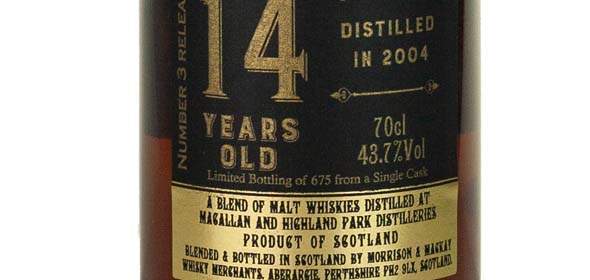 NUMBER 3 RELEA
14
YEARS
OLD
DISTILLED
IN 2004
70cl
43.7%Vol
Limited Bottling of 675 from a Single Cask
A BLEND OF MALT WHISKIES DISTILLED AT
MACALLAN AND HIGHLAND PARK DISTILLERIES
PRODUCT OF SCOTLAND
BLENDED & BOTTLED IN SCOTLAND BY MORRISON & MACKAY
WHISKY MERCHANTS, ABERARGIE, PERTHSHIRE PH2 9LX, SCOTLAND.